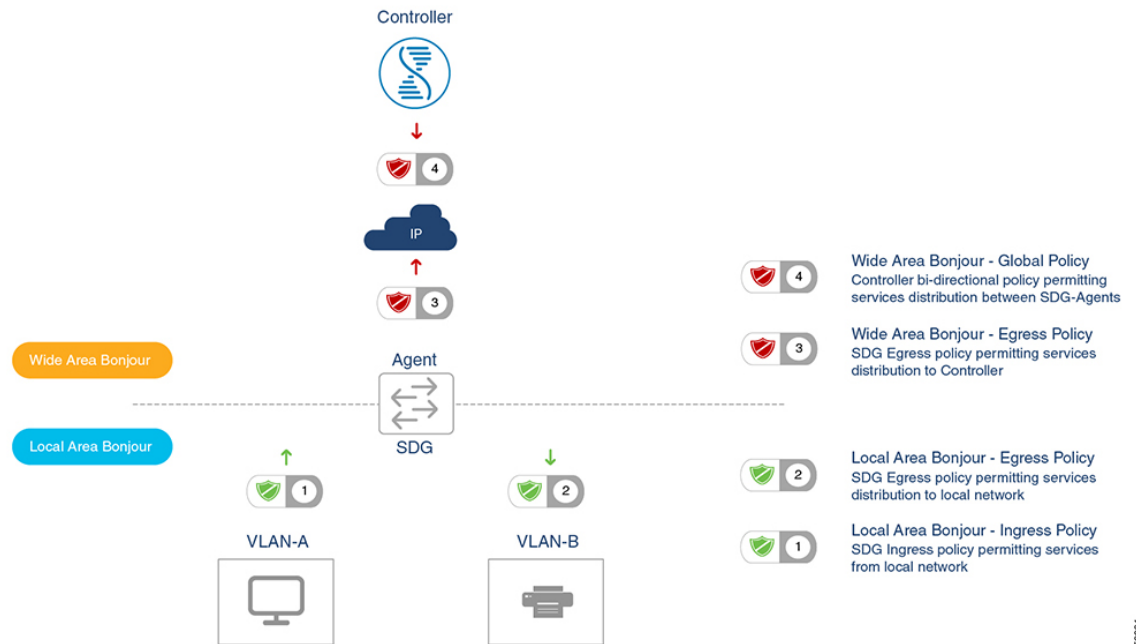 Controller
4
IP
3
Wide Area Bonjour
Agent
Local Area Bonjour
SDG
1
2
VLAN-A
VLAN-B
4
Wide Area Bonjour - Global Policy
Controller bi-directional policy permitting
services distribution between SDG-Agents
3
Wide Area Bonjour - Egress Policy
SDG Egress policy permitting services
distribution to Controller
2
Local Area Bonjour - Egress Policy
SDG Egress policy permitting services
distribution to local network
1
Local Area Bonjour - Ingress Policy
SDG Ingress policy permitting services
from local network